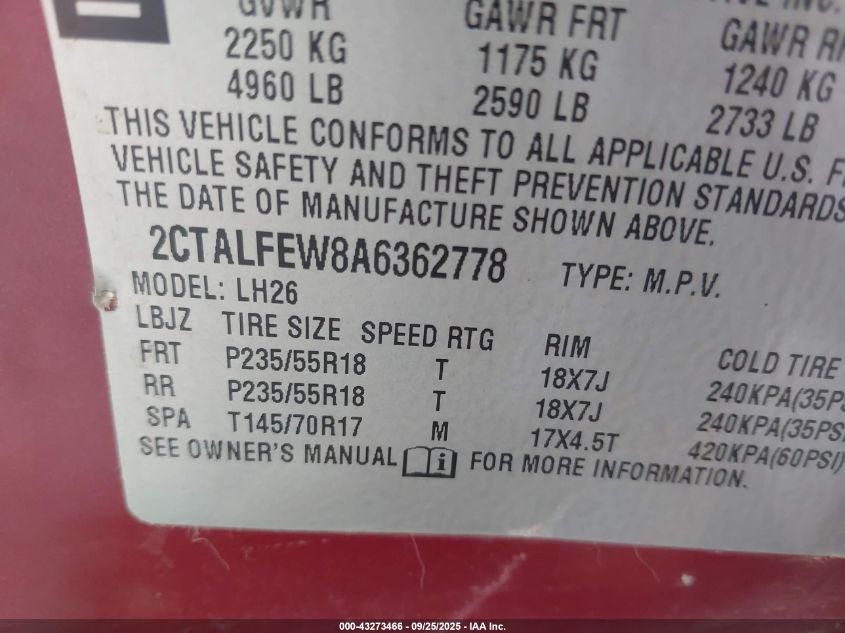 GVWR GAWR FRT GAWR
2250 KG 1175 KG 1240 KG
4960 LB 2590 LB 2733 LB
THIS VEHICLE CONFORMS TO ALL APPLICABLE U.S.
VEHICLE SAFETY AND THEFT PREVENTION STANDARDS
THE DATE OF MANUFACTURE SHOWN ABOVE.
2CTALFEW8A6362778 TYPE: M.P.V.
MODEL: LH26
LBJZ TIRE SIZE SPEED RTG RIM COLD TIRE
FRT P235/55R18 T 18X7J 240KPA(35PS
RR P235/55R18 T 18X7J 240KPA(35PS
SPA T145/70R17 M 17X4.5T 420KPA(60PSI)
SEE OWNER'S MANUAL i FOR MORE INFORMATION.
000-43273466 - 09/25/2025 - IAA Inc.